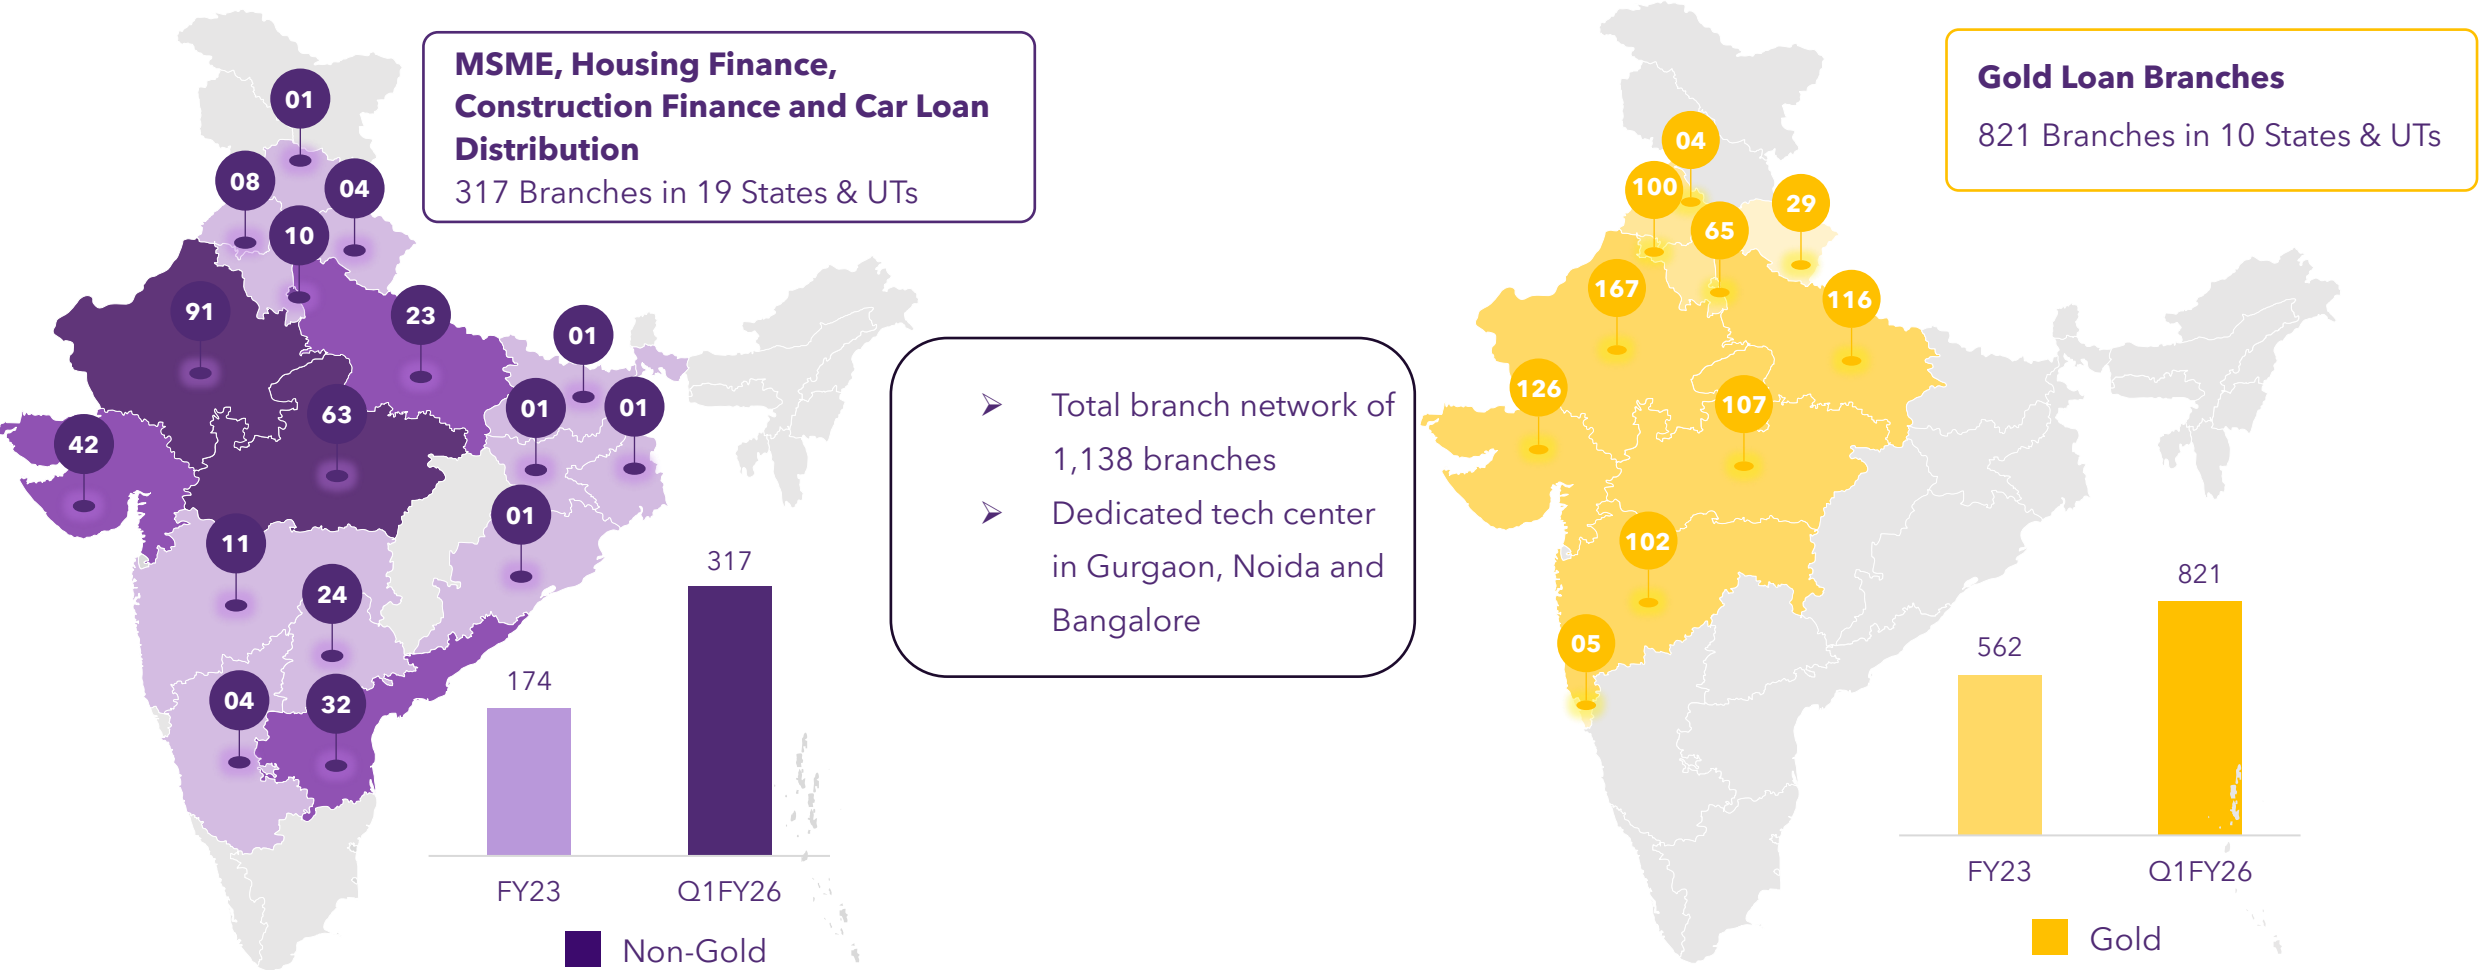 MSME, Housing Finance,
Construction Finance and Car Loan
Distribution
317 Branches in 19 States & UTs
01
08
04
10
91
23
01
63
01
01
42
01
11
24
04
32
174
317
FY23
Q1FY26
Non-Gold
➢ Total branch network of
1,138 branches
➢ Dedicated tech center
in Gurgaon, Noida and
Bangalore
Gold Loan Branches
821 Branches in 10 States & UTs
04
100
29
65
167
116
126
107
102
05
562
821
FY23
Q1FY26
Gold